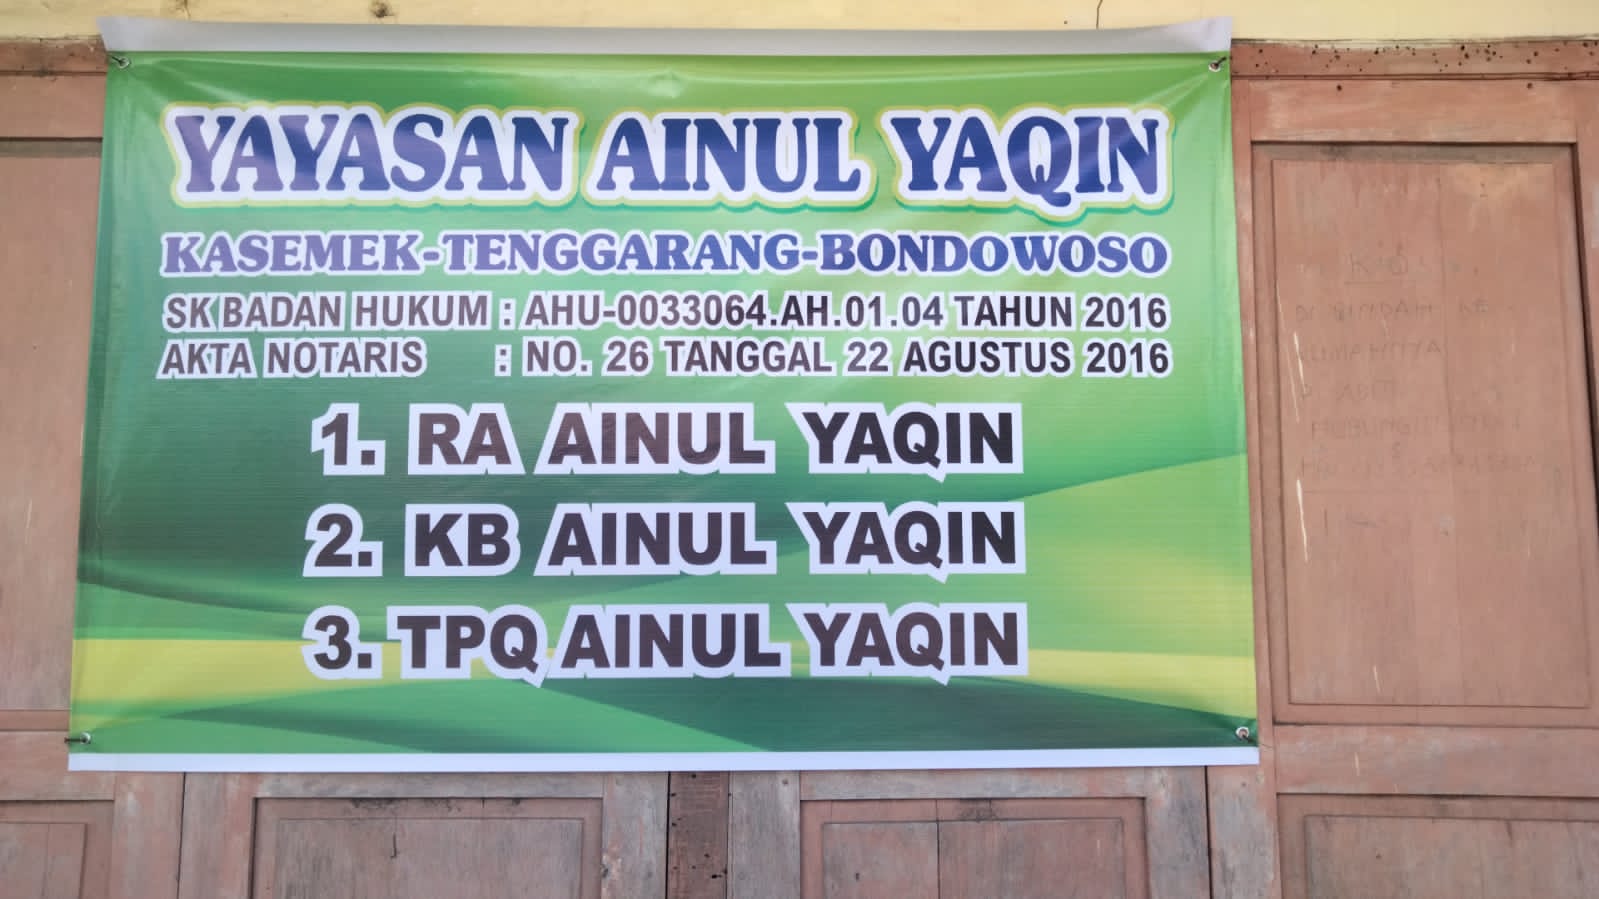 YAYASAN AINUL YAQIN
KASEMEK-TENGGARANG-BONDOWOSO
SK BADAN HUKUM : AHU-0033064.AH.01.04 TAHUN 2016
AKTA NOTARIS : NO. 26 TANGGAL 22 AGUSTUS 2016
1. RA AINUL YAQIN
2. KB AINUL YAQIN
3. TPQ AINUL YAQIN